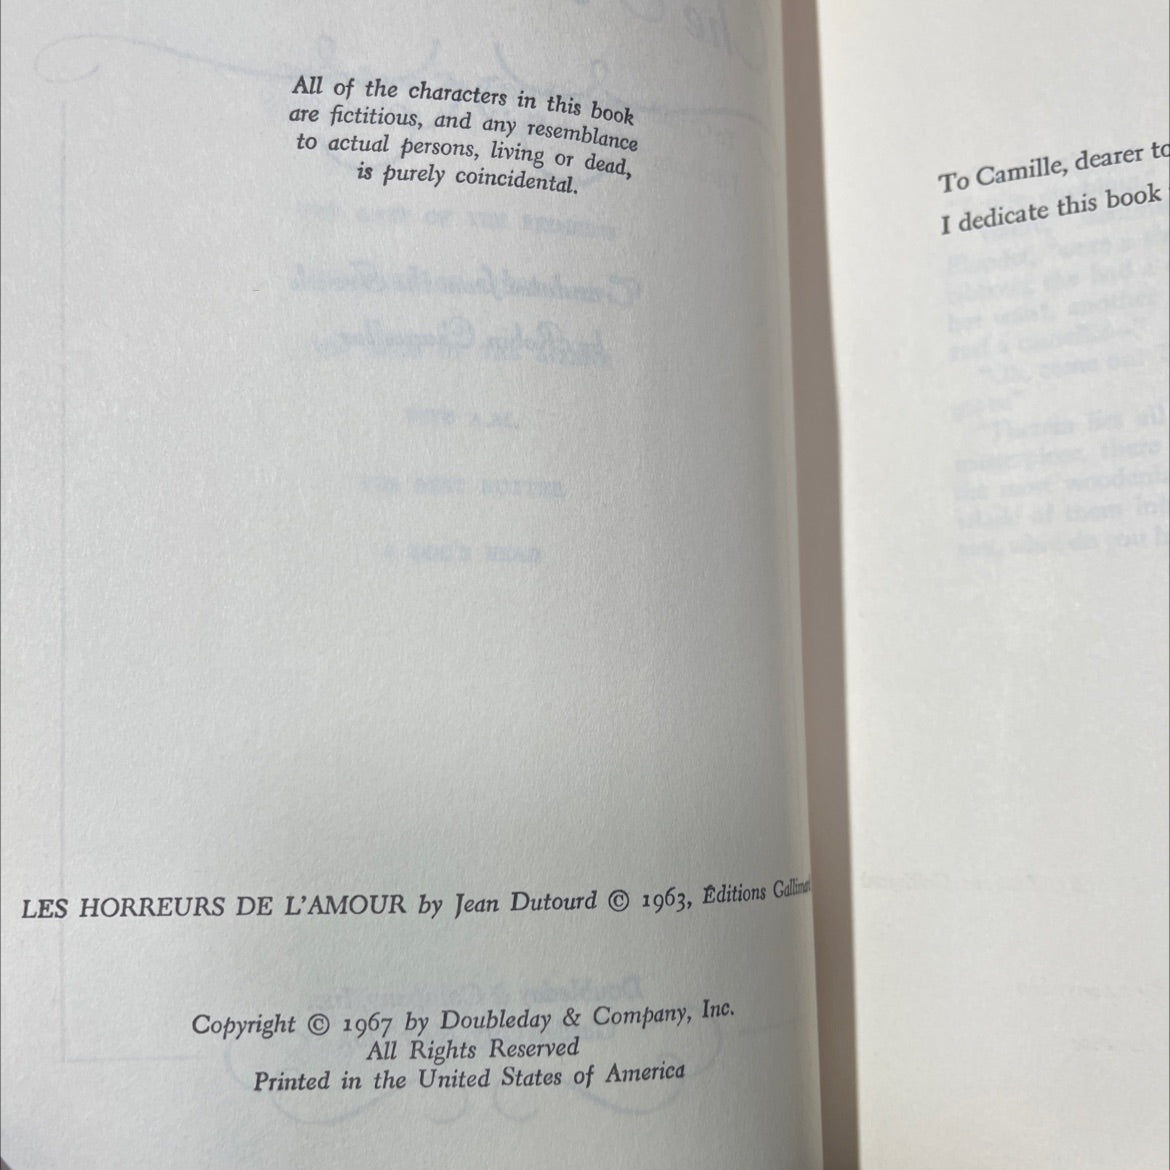 All of the characters in this book
are fictitious, and any resemblance
to actual persons, living or dead,
is purely coincidental.
LES HORREURS DE L'AMOUR by Jean Dutourd © 1963, Éditions Gallimard
Copyright © 1967 by Doubleday & Company, Inc.
All Rights Reserved
Printed in the United States of America
To Camille, dearer to
I dedicate this book